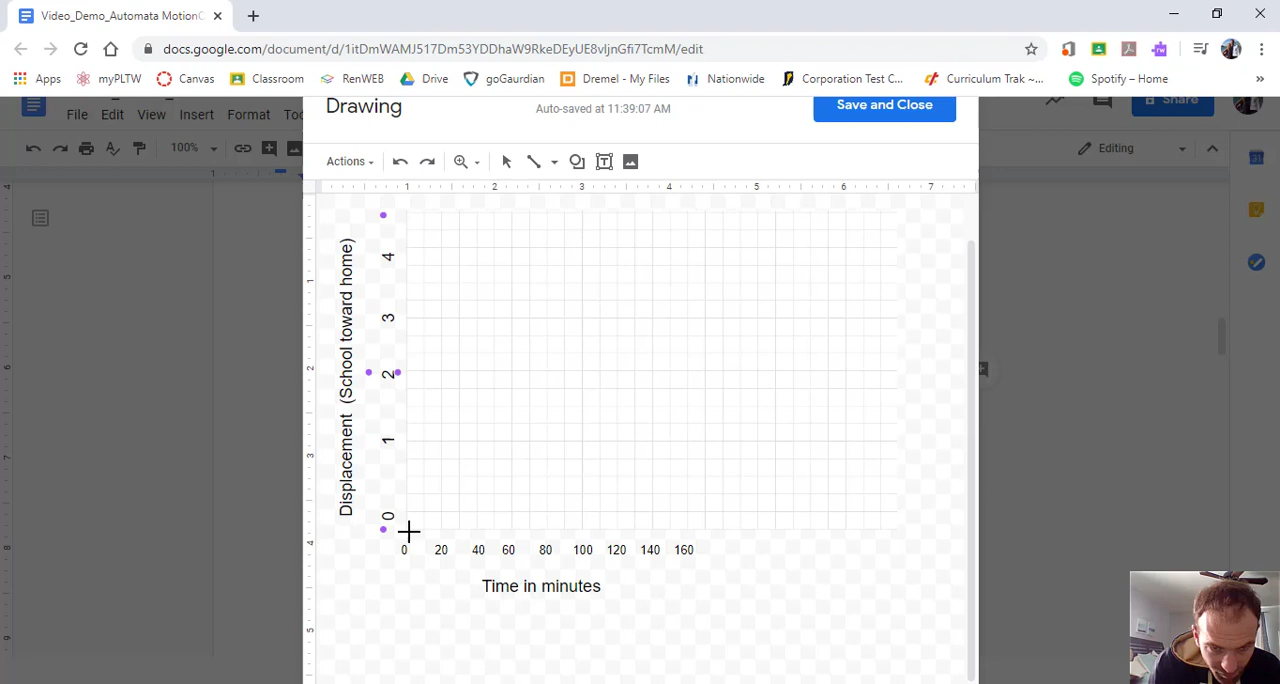 Video_Demo_Automata MotionC
docs.google.com/document/d/1itDmWAMJ517Dm53YDDhaW9RkeDEyUE8vljnGfi7TcmM/edit
Apps myPLTW Canvas Classroom RenWEB Drive goGaurdian Dremel - My Files Nationwide Corporation Test C... Curriculum Trak ~... Spotify – Home »
File Edit View Insert Format Too
Share
100%
Editing
Drawing
Auto-saved at 11:39:07 AM
Save and Close
Actions
1 2 3 4 5 6 7
Displacement (School toward home)
4
3
2
1
0
0 20 40 60 80 100 120 140 160
Time in minutes